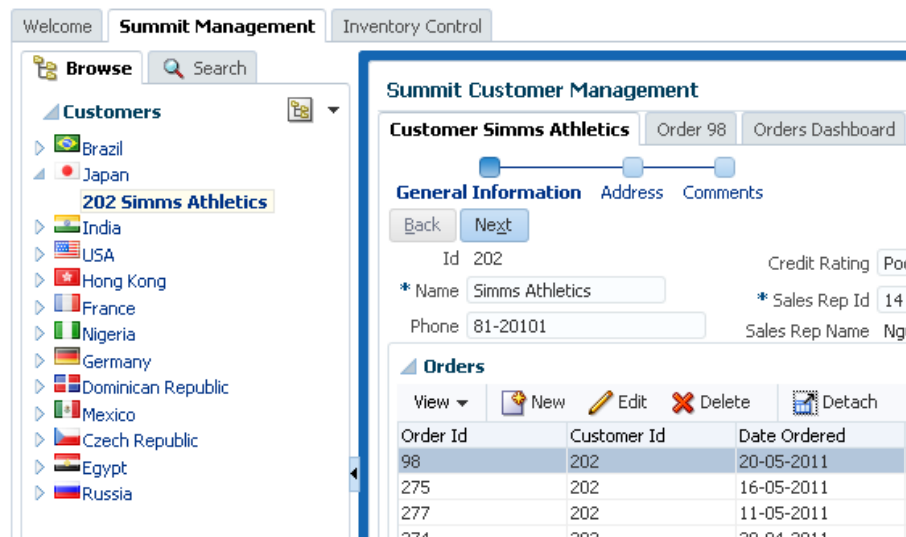 Welcome Summit Management Inventory Control
Browse Search
Customers
Brazil
Japan
202 Simms Athletics
India
USA
Hong Kong
France
Nigeria
Germany
Dominican Republic
Mexico
Czech Republic
Egypt
Russia
Summit Customer Management
Customer Simms Athletics Order 98 Orders Dashboard
General Information Address Comments
Back Next
Id 202
* Name Simms Athletics
Phone 81-20101
Credit Rating
* Sales Rep Id 14
Sales Rep Name
Orders
View New Edit Delete Detach
Order Id Customer Id Date Ordered
98 202 20-05-2011
275 202 16-05-2011
277 202 11-05-2011